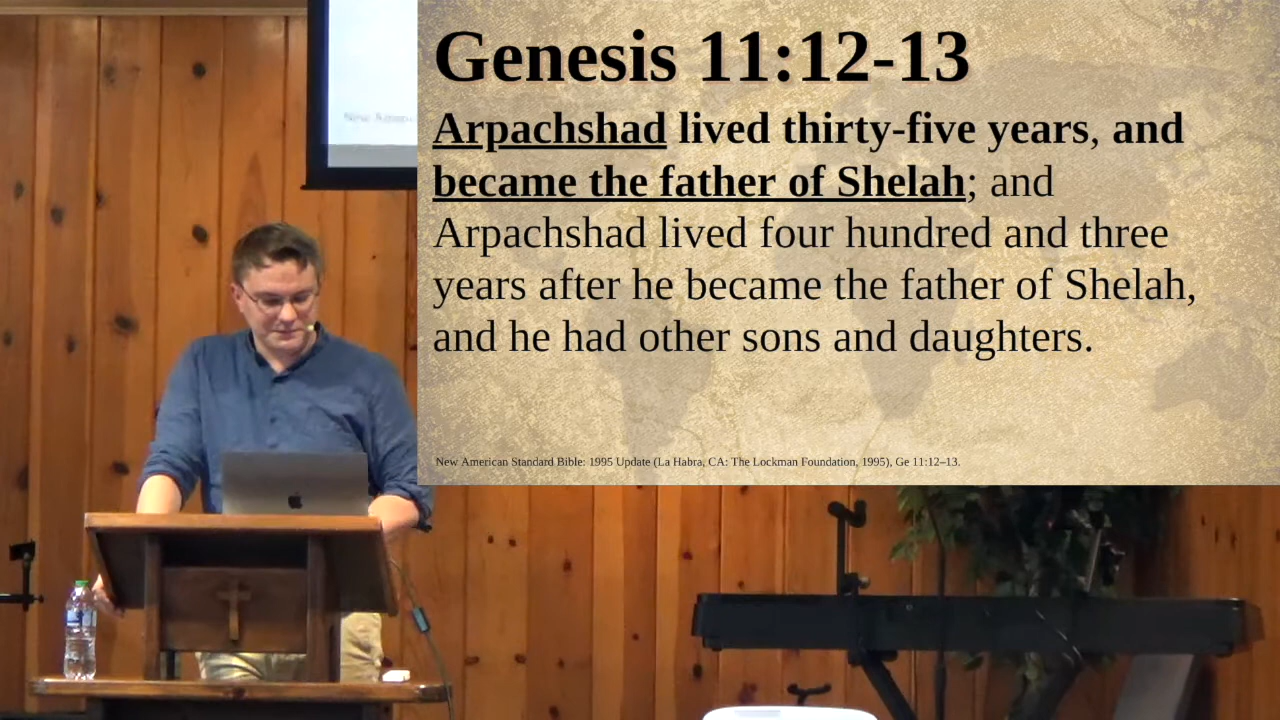 Genesis 11:12-13
Arpachshad lived thirty-five years, and
became the father of Shelah; and
Arpachshad lived four hundred and three
years after he became the father of Shelah,
and he had other sons and daughters.
New American Standard Bible: 1995 Update (La Habra, CA: The Lockman Foundation, 1995), Ge 11:12–13.